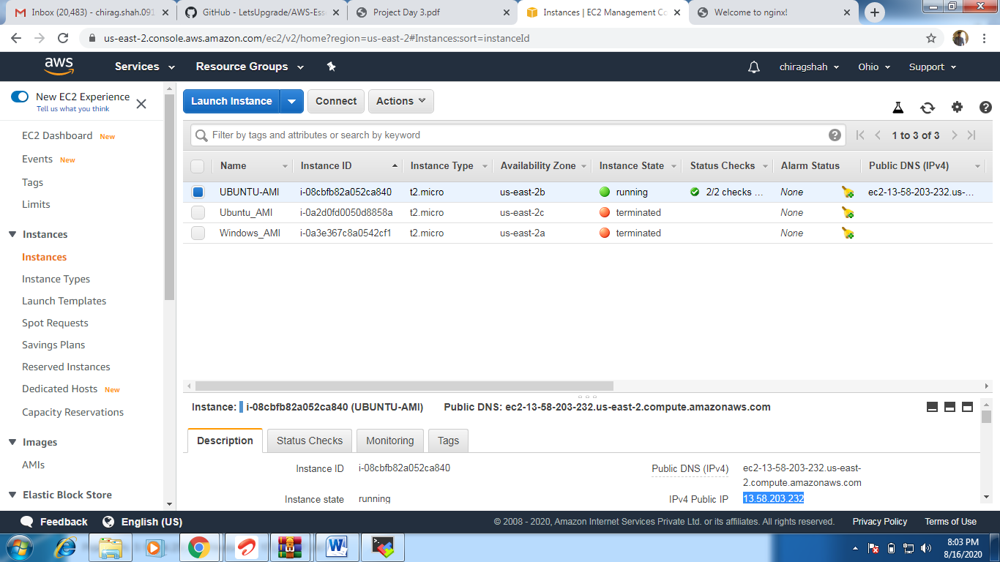 Inbox (20,483) - chirag.shah.091
GitHub - LetsUpgrade/AWS-Ess
Project Day 3.pdf
Instances | EC2 Management Co
Welcome to nginx!
us-east-2.console.aws.amazon.com/ec2/v2/home?region=us-east-2#Instances:sort=instanceId
aws Services Resource Groups chiragshah Ohio Support
New EC2 Experience
Tell us what you think
EC2 Dashboard New
Events New
Tags
Limits
Instances
Instances
Instance Types
Launch Templates
Spot Requests
Savings Plans
Reserved Instances
Dedicated Hosts New
Capacity Reservations
Images
AMIs
Elastic Block Store
Launch Instance Connect Actions
Filter by tags and attributes or search by keyword
1 to 3 of 3
Name Instance ID Instance Type Availability Zone Instance State Status Checks Alarm Status Public DNS (IPv4)
UBUNTU-AMI i-08cbfb82a052ca840 t2.micro us-east-2b running 2/2 checks ... None ec2-13-58-203-232.us-...
Ubuntu_AMI i-0a2d0fd0050d8858a t2.micro us-east-2c terminated None
Windows_AMI i-0a3e367c8a0542cf1 t2.micro us-east-2a terminated None
Instance: i-08cbfb82a052ca840 (UBUNTU-AMI) Public DNS: ec2-13-58-203-232.us-east-2.compute.amazonaws.com
Description Status Checks Monitoring Tags
Instance ID i-08cbfb82a052ca840
Public DNS (IPv4) ec2-13-58-203-232.us-east-
2.compute.amazonaws.com
Instance state running
IPv4 Public IP 13.58.203.232
Feedback English (US)
© 2008 - 2020, Amazon Internet Services Private Ltd. or its affiliates. All rights reserved. Privacy Policy Terms of Use
8:03 PM
8/16/2020